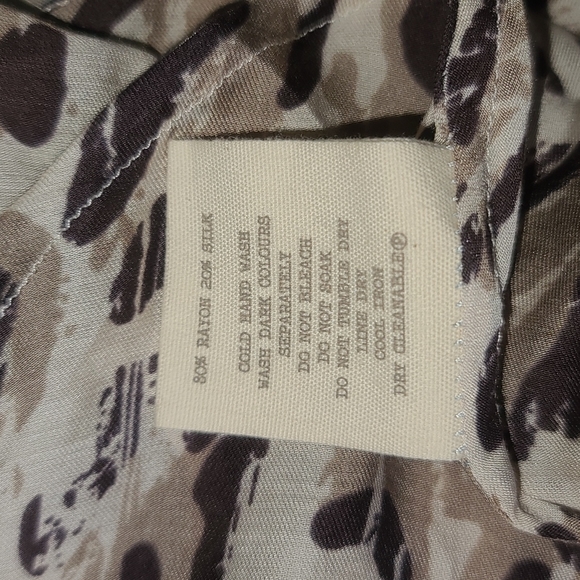 80% RAYON 20% SILK
COLD HAND WASH
WASH DARK COLOURS
SEPARATELY
DO NOT BLEACH
DO NOT SOAK
DO NOT TUMBLE DRY
LINE DRY
COOL IRON
DRY CLEANABLE Ⓟ